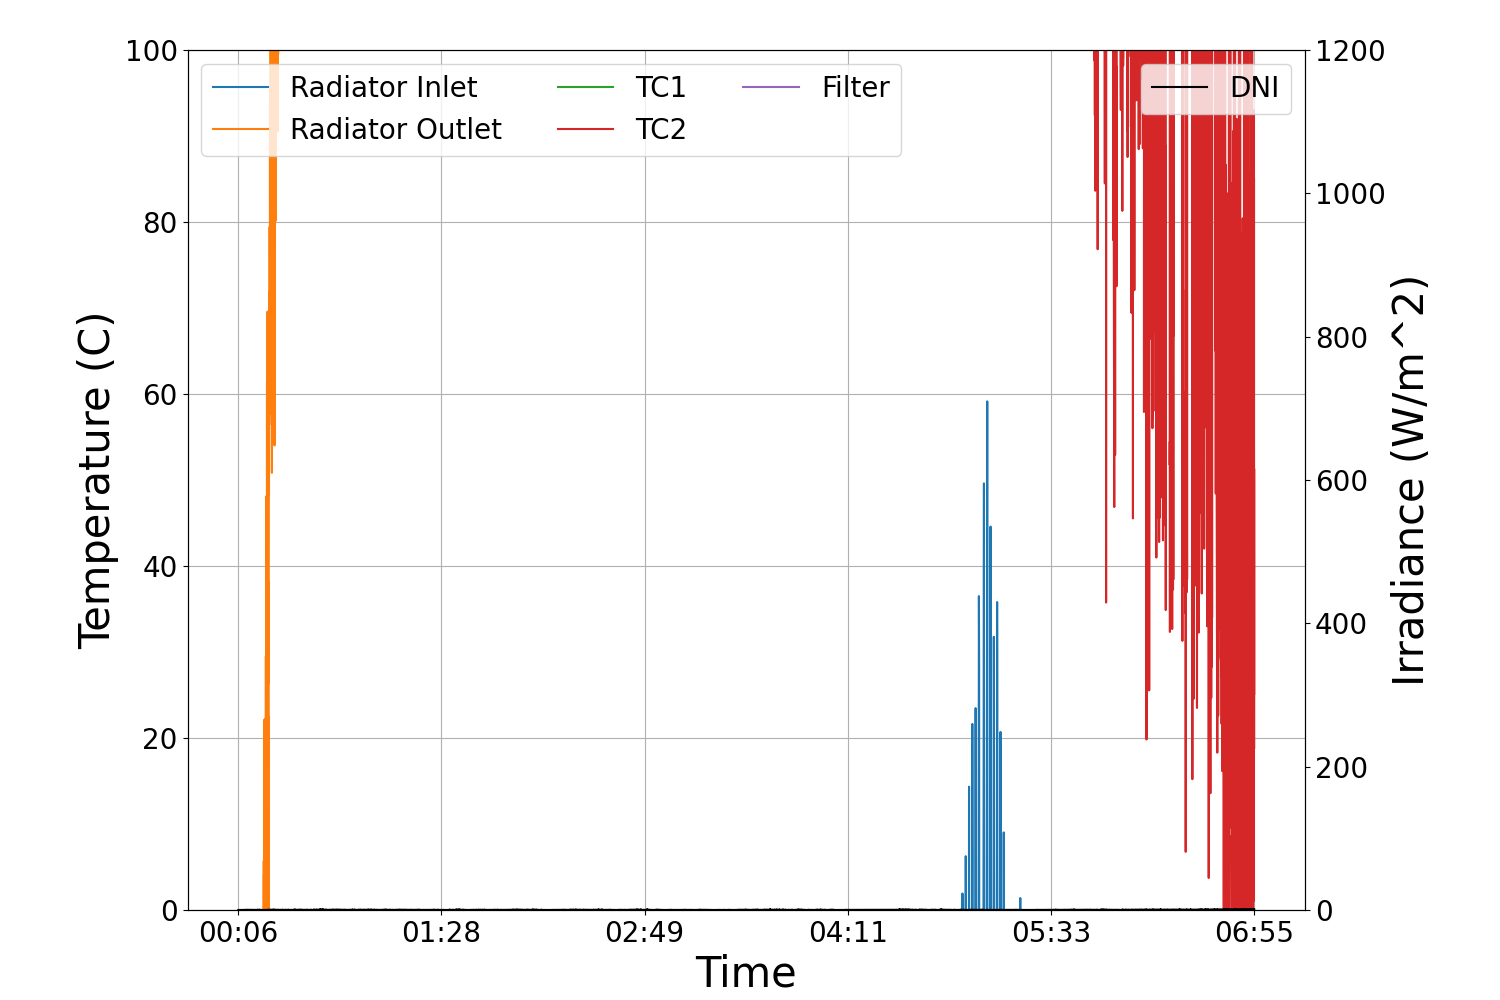 100
80
60
40
20
0
Temperature (C)
Radiator Inlet
Radiator Outlet
TC1
TC2
Filter
DNI
1200
1000
800
600
400
200
0
Irradiance (W/m^2)
00:06 01:28 02:49 04:11 05:33 06:55
Time